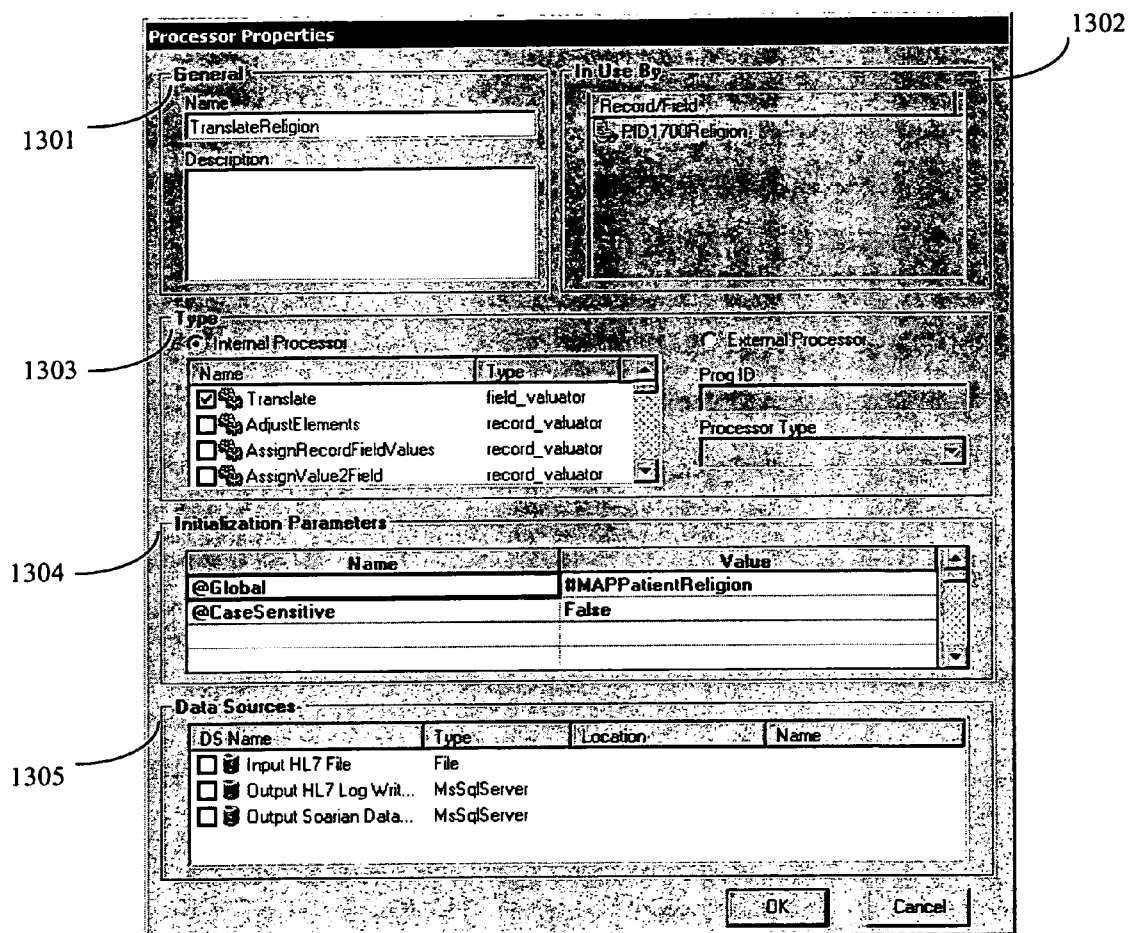 1302
Processor Properties
General
In Use By
Name
Record/Field
1301
TranslateReligion
PID1700Religion
Description
Type
Internal Processor
External Processor
1303
Name Type
Prog ID
Translate field_valuator
AdjustElements record_valuator
Processor Type
AssignRecordFieldValues record_valuator
AssignValue2Field record_valuator
Initialization Parameters
Name Value
1304
@Global #MAPPatientReligion
@CaseSensitive False
Data Sources
DS Name Type Location Name
1305
Input HL7 File File
Output HL7 Log Writ... MsSqlServer
Output Soarian Data... MsSqlServer
OK Cancel